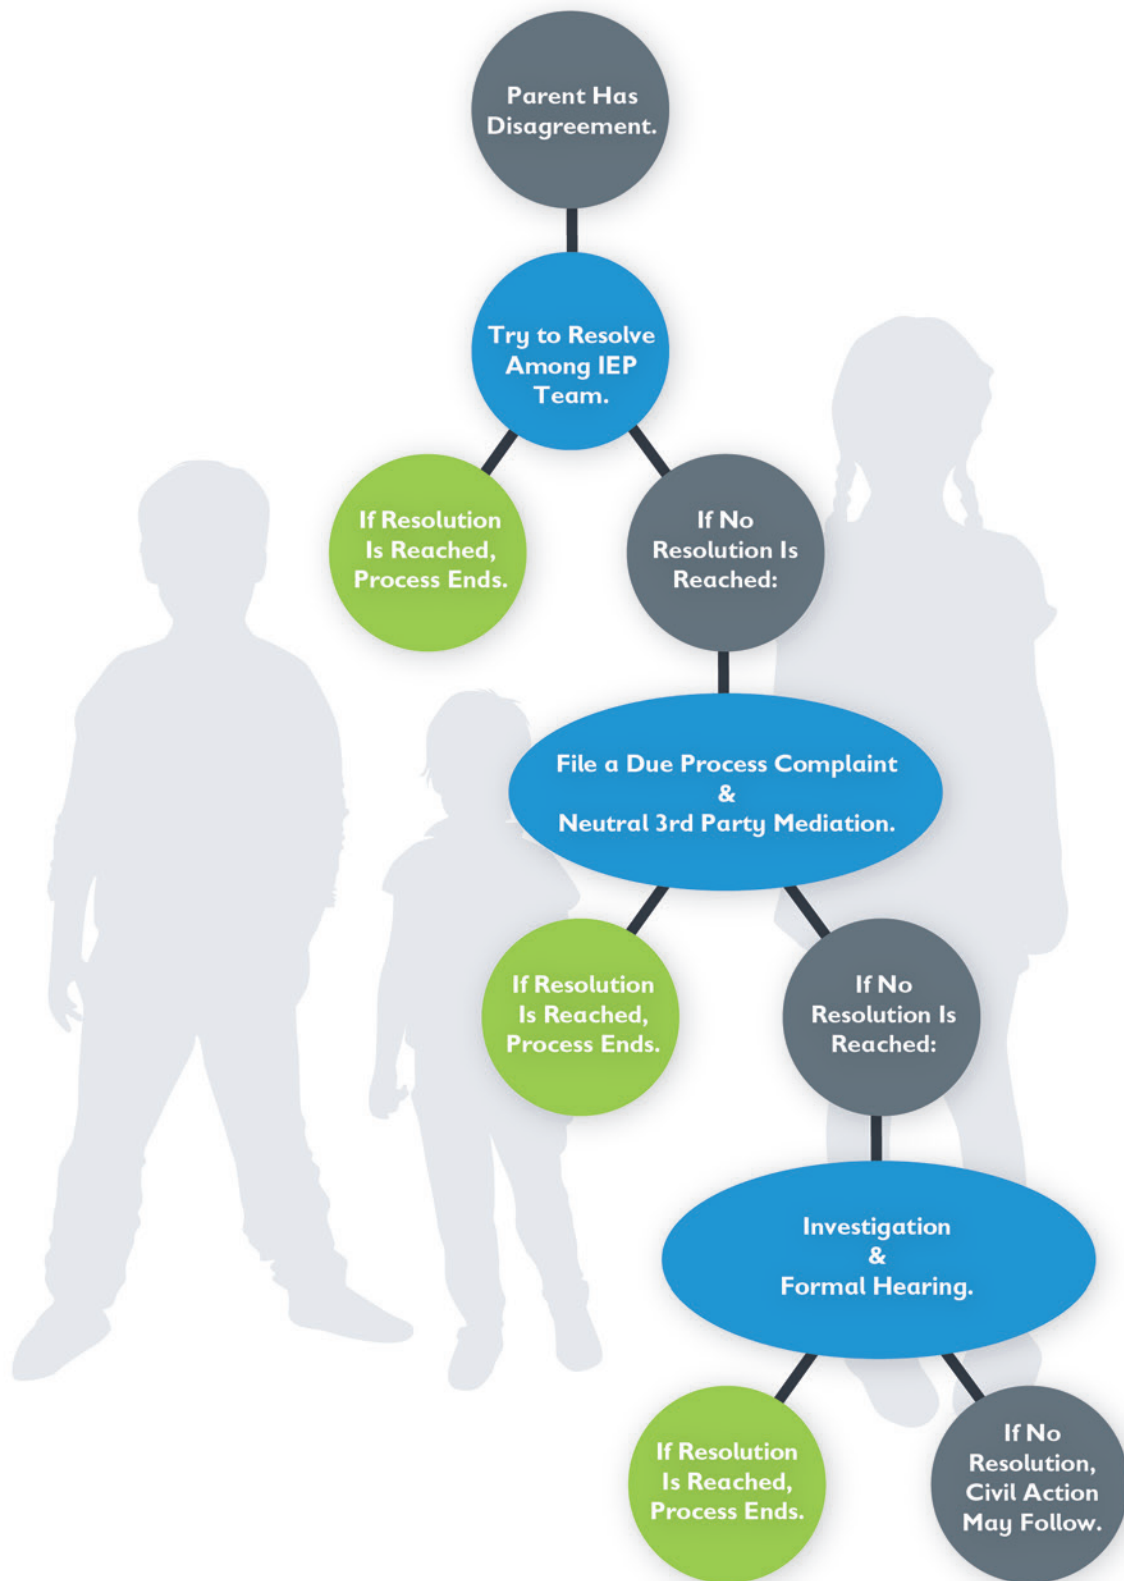 Parent Has
Disagreement.
Try to Resolve
Among IEP
Team.
If Resolution
Is Reached,
Process Ends.
If No
Resolution Is
Reached:
File a Due Process Complaint
&
Neutral 3rd Party Mediation.
If Resolution
Is Reached,
Process Ends.
If No
Resolution Is
Reached:
Investigation
&
Formal Hearing.
If Resolution
Is Reached,
Process Ends.
If No
Resolution,
Civil Action
May Follow.